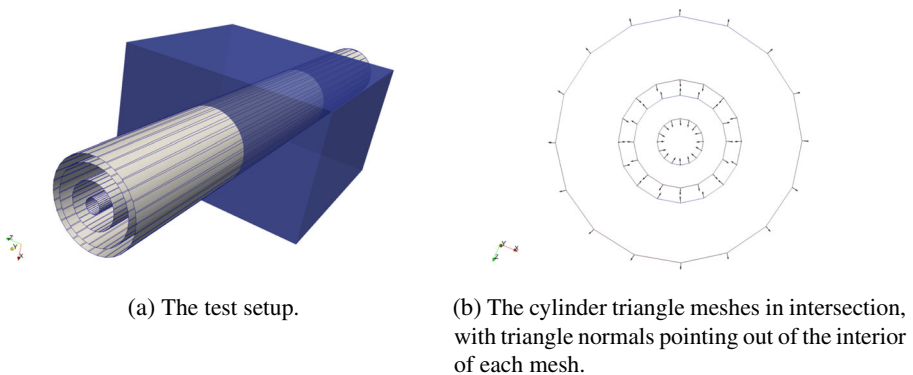 (a) The test setup.
(b) The cylinder triangle meshes in intersection,
with triangle normals pointing out of the interior
of each mesh.